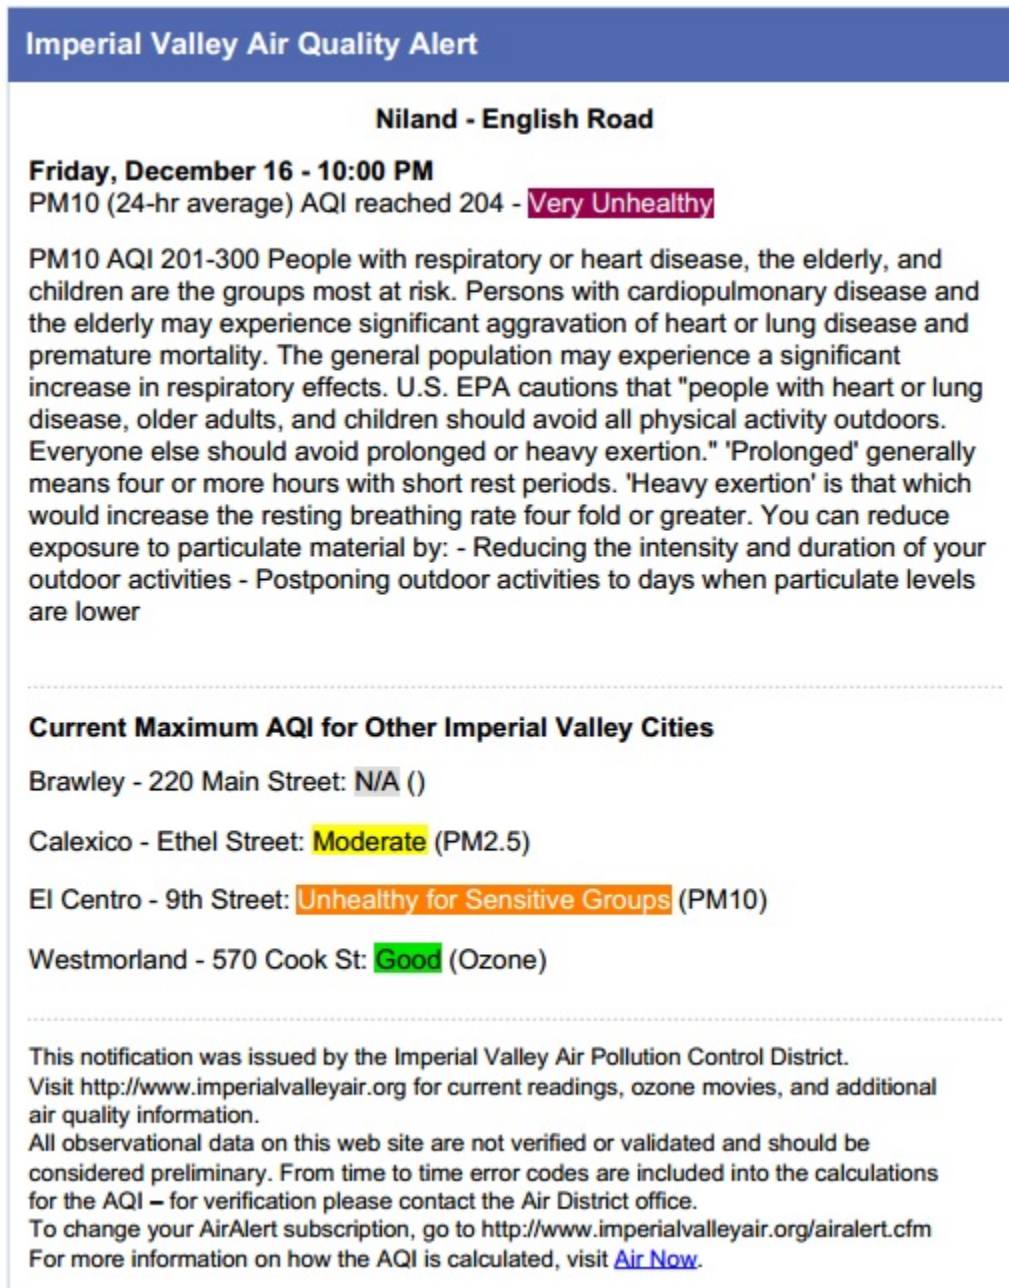 Imperial Valley Air Quality Alert
Niland - English Road
Friday, December 16 - 10:00 PM
PM10 (24-hr average) AQI reached 204 - Very Unhealthy
PM10 AQI 201-300 People with respiratory or heart disease, the elderly, and
children are the groups most at risk. Persons with cardiopulmonary disease and
the elderly may experience significant aggravation of heart or lung disease and
premature mortality. The general population may experience a significant
increase in respiratory effects. U.S. EPA cautions that "people with heart or lung
disease, older adults, and children should avoid all physical activity outdoors.
Everyone else should avoid prolonged or heavy exertion." 'Prolonged' generally
means four or more hours with short rest periods. 'Heavy exertion' is that which
would increase the resting breathing rate four fold or greater. You can reduce
exposure to particulate material by: - Reducing the intensity and duration of your
outdoor activities - Postponing outdoor activities to days when particulate levels
are lower
Current Maximum AQI for Other Imperial Valley Cities
Brawley - 220 Main Street: N/A ()
Calexico - Ethel Street: Moderate (PM2.5)
El Centro - 9th Street: Unhealthy for Sensitive Groups (PM10)
Westmorland - 570 Cook St: Good (Ozone)
This notification was issued by the Imperial Valley Air Pollution Control District.
Visit http://www.imperialvalleyair.org for current readings, ozone movies, and additional
air quality information.
All observational data on this web site are not verified or validated and should be
considered preliminary. From time to time error codes are included into the calculations
for the AQI – for verification please contact the Air District office.
To change your AirAlert subscription, go to http://www.imperialvalleyair.org/airalert.cfm
For more information on how the AQI is calculated, visit Air Now.